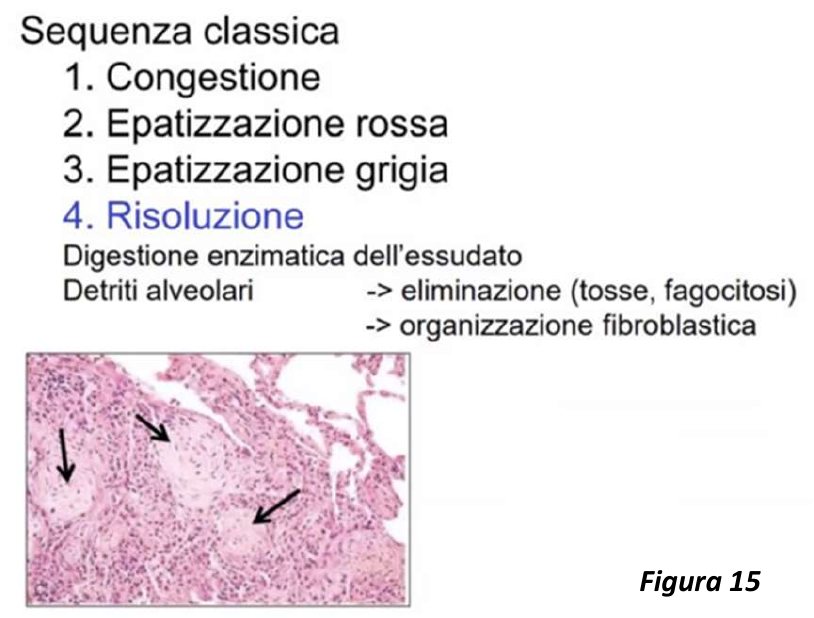 Sequenza classica
1. Congestione
2. Epatizzazione rossa
3. Epatizzazione grigia
4. Risoluzione
Digestione enzimatica dell'essudato
Detriti alveolari -> eliminazione (tosse, fagocitosi)
-> organizzazione fibroblastica
Figura 15